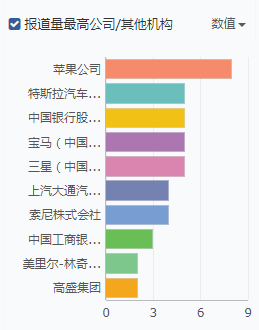 报道量最高公司/其他机构
数值
苹果公司
特斯拉汽车...
中国银行股...
宝马（中国...
三星（中国...
上汽大通汽...
索尼株式会社
中国工商银...
美里尔-林奇...
高盛集团
0 3 6 9